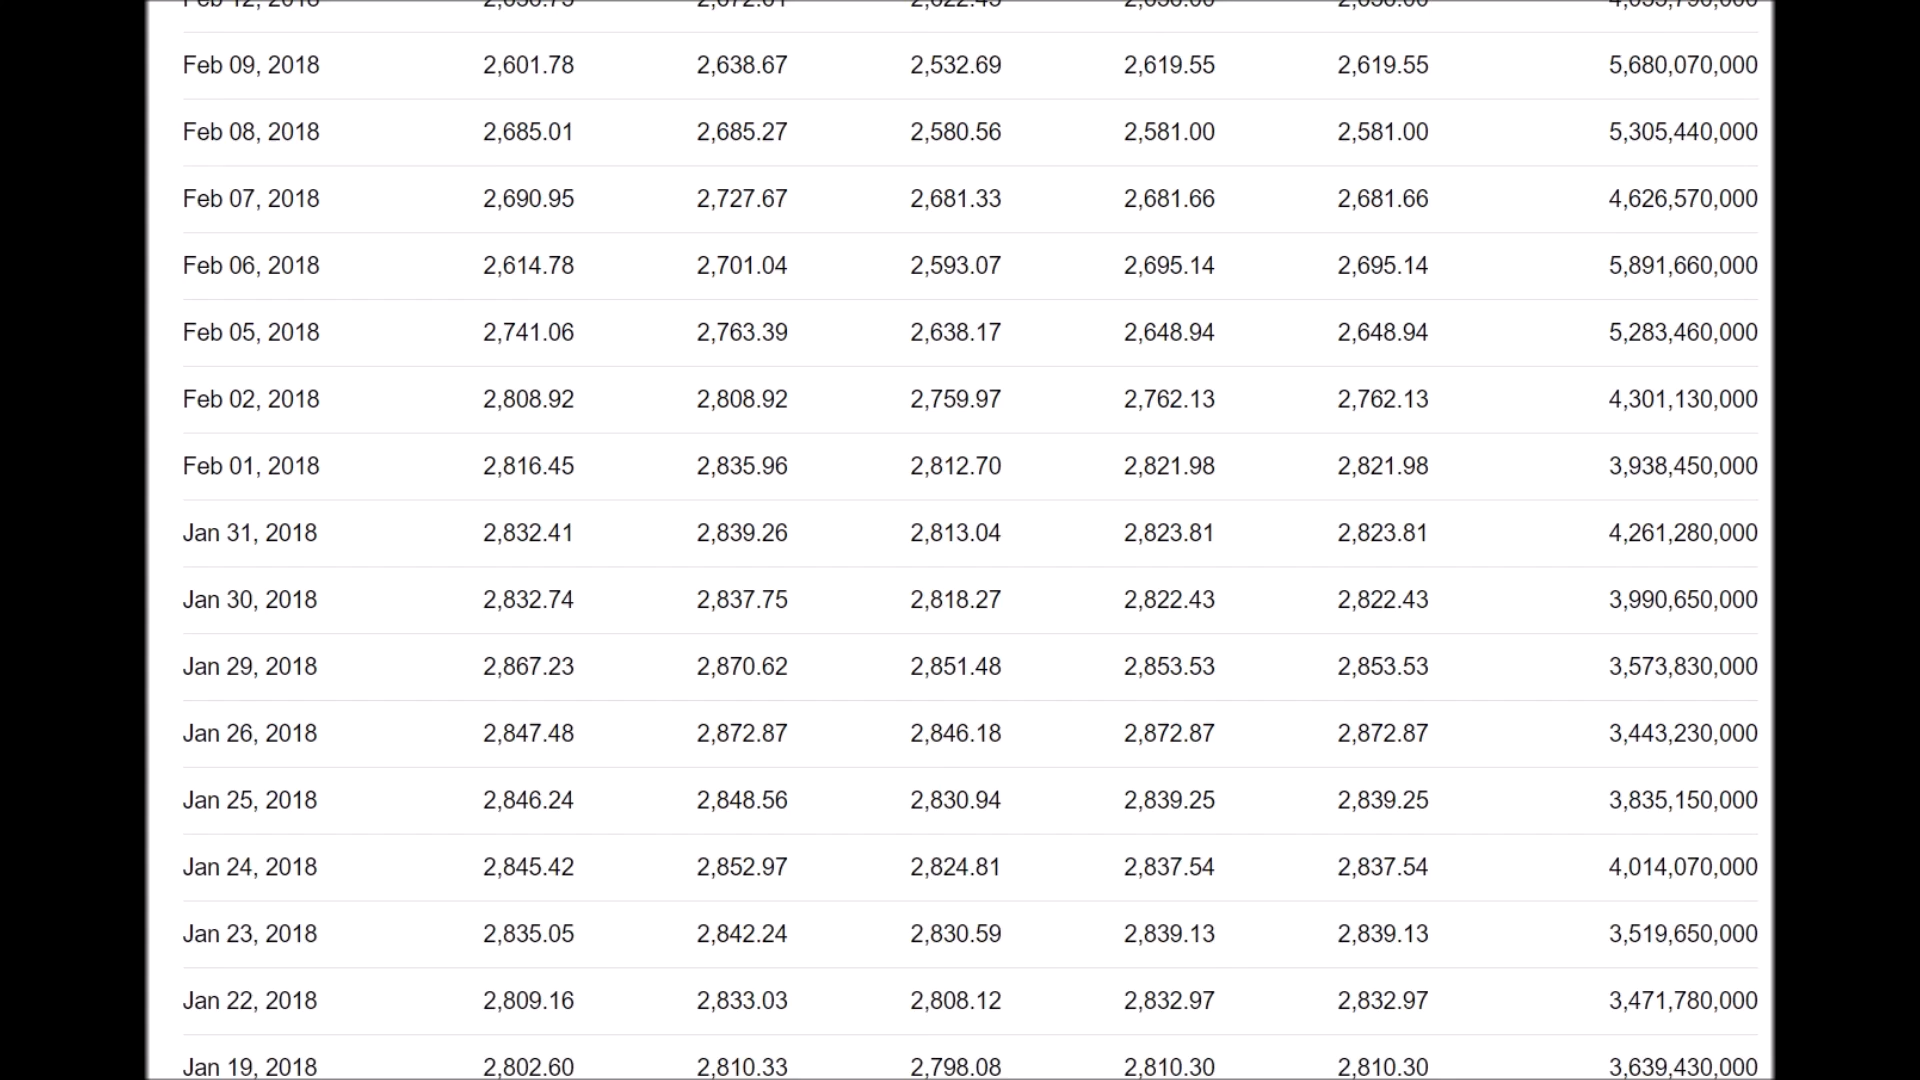 Feb 09, 2018 2,601.78 2,638.67 2,532.69 2,619.55 2,619.55 5,680,070,000
Feb 08, 2018 2,685.01 2,685.27 2,580.56 2,581.00 2,581.00 5,305,440,000
Feb 07, 2018 2,690.95 2,727.67 2,681.33 2,681.66 2,681.66 4,626,570,000
Feb 06, 2018 2,614.78 2,701.04 2,593.07 2,695.14 2,695.14 5,891,660,000
Feb 05, 2018 2,741.06 2,763.39 2,638.17 2,648.94 2,648.94 5,283,460,000
Feb 02, 2018 2,808.92 2,808.92 2,759.97 2,762.13 2,762.13 4,301,130,000
Feb 01, 2018 2,816.45 2,835.96 2,812.70 2,821.98 2,821.98 3,938,450,000
Jan 31, 2018 2,832.41 2,839.26 2,813.04 2,823.81 2,823.81 4,261,280,000
Jan 30, 2018 2,832.74 2,837.75 2,818.27 2,822.43 2,822.43 3,990,650,000
Jan 29, 2018 2,867.23 2,870.62 2,851.48 2,853.53 2,853.53 3,573,830,000
Jan 26, 2018 2,847.48 2,872.87 2,846.18 2,872.87 2,872.87 3,443,230,000
Jan 25, 2018 2,846.24 2,848.56 2,830.94 2,839.25 2,839.25 3,835,150,000
Jan 24, 2018 2,845.42 2,852.97 2,824.81 2,837.54 2,837.54 4,014,070,000
Jan 23, 2018 2,835.05 2,842.24 2,830.59 2,839.13 2,839.13 3,519,650,000
Jan 22, 2018 2,809.16 2,833.03 2,808.12 2,832.97 2,832.97 3,471,780,000
Jan 19, 2018 2,802.60 2,810.33 2,798.08 2,810.30 2,810.30 3,639,430,000